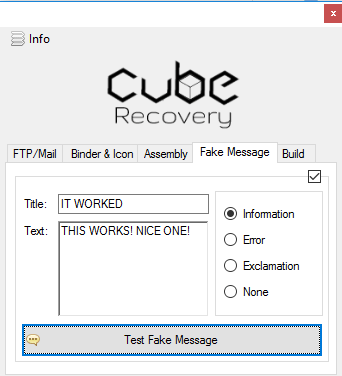 x
Info
cube
Recovery
FTP/Mail Binder & Icon Assembly Fake Message Build
Title: IT WORKED
Text: THIS WORKS! NICE ONE!
Information
Error
Exclamation
None
Test Fake Message